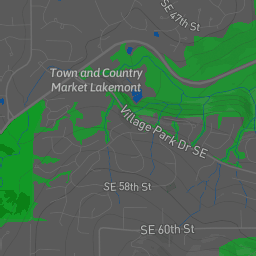 SE 47th St
Town and Country
Market Lakemont
Village Park Dr SE
SE 58th St
SE 60th St